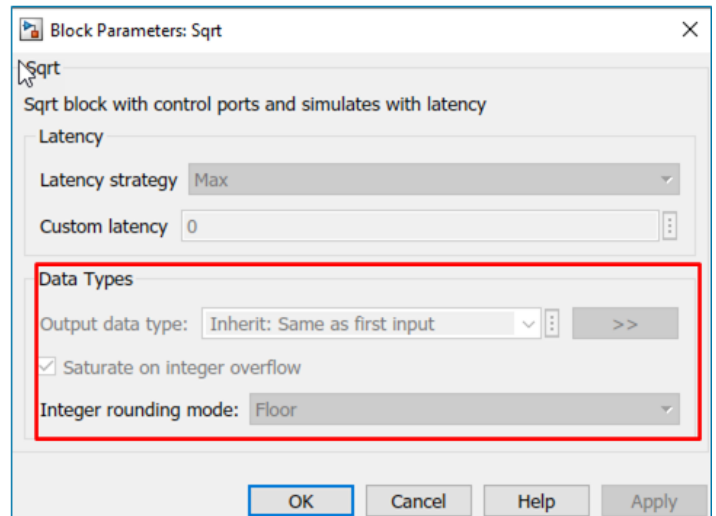 Block Parameters: Sqrt
Sqrt
Sqrt block with control ports and simulates with latency
Latency
Latency strategy Max
Custom latency 0
Data Types
Output data type: Inherit: Same as first input >>
Saturate on integer overflow
Integer rounding mode: Floor
OK Cancel Help Apply